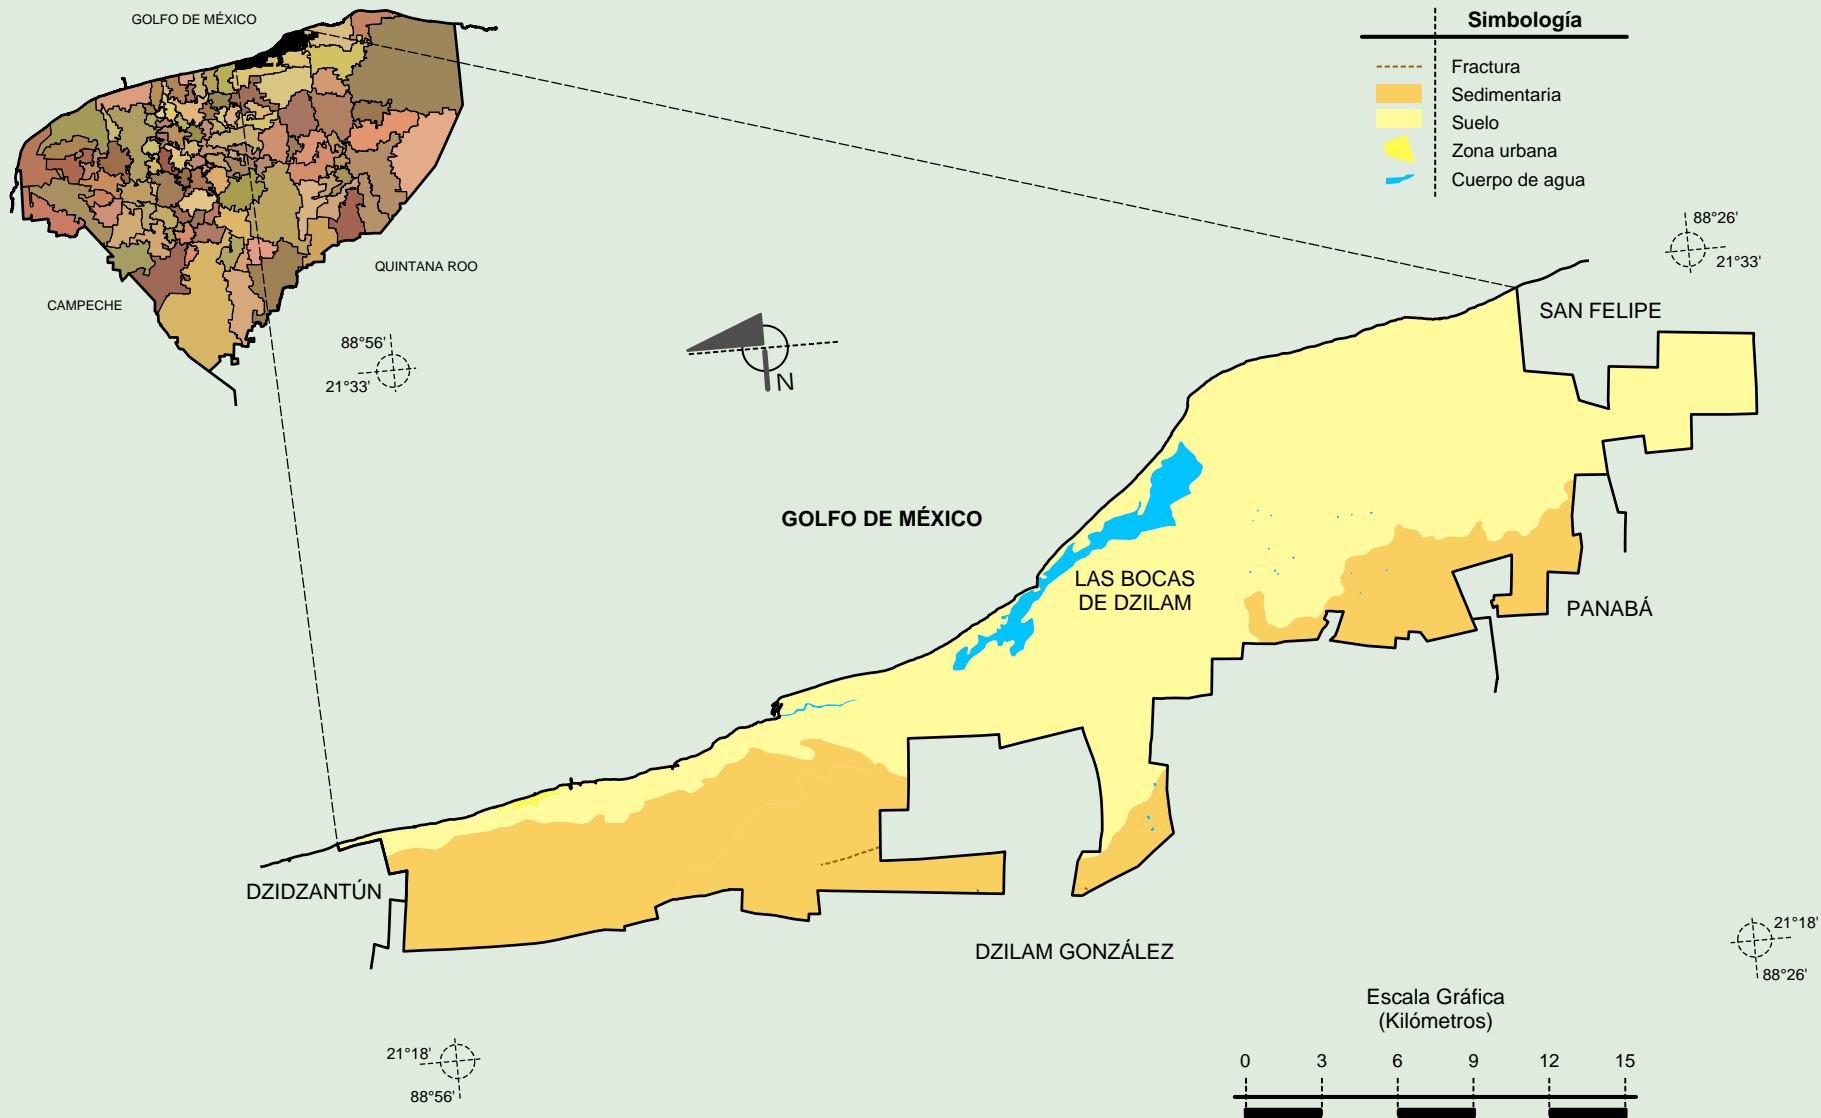 GOLFO DE MÉXICO
QUINTANA ROO
CAMPECHE
Simbología
Fractura
Sedimentaria
Suelo
Zona urbana
Cuerpo de agua
88°26'
21°33'
88°56'
21°33'
N
SAN FELIPE
GOLFO DE MÉXICO
LAS BOCAS
DE DZILAM
PANABÁ
DZIDZANTÚN
DZILAM GONZÁLEZ
21°18'
88°26'
21°18'
88°56'
Escala Gráfica
(Kilómetros)
0 3 6 9 12 15